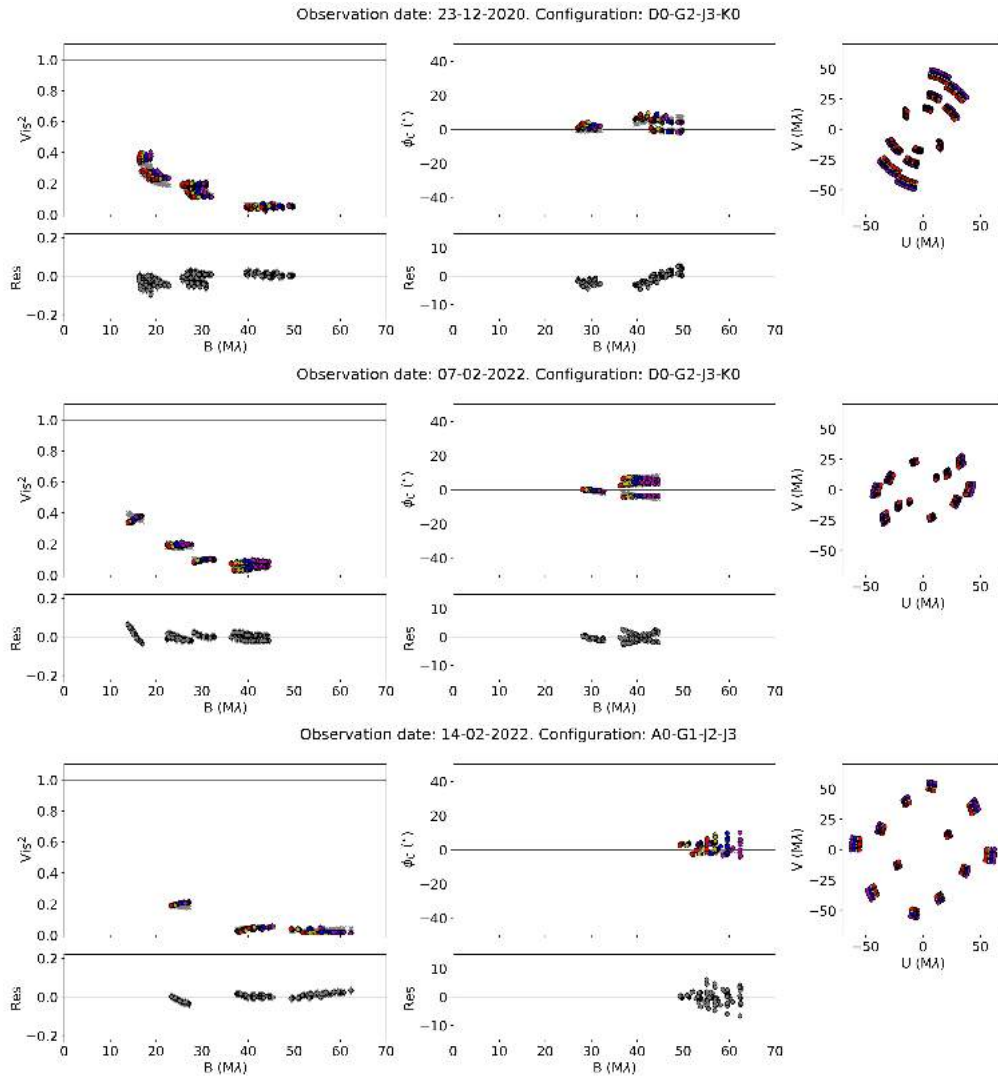 Observation date: 23-12-2020. Configuration: D0-G2-J3-K0
1.0
0.8
0.6
0.4
0.2
0.0
Vis²
40
20
0
−20
−40
ϕC (°)
50
25
0
−25
−50
V (Mλ)
−50 0 50
U (Mλ)
0.2
0.0
−0.2
Res
10
0
−10
Res
0 10 20 30 40 50 60 70
B (Mλ)
0 10 20 30 40 50 60 70
B (Mλ)
Observation date: 07-02-2022. Configuration: D0-G2-J3-K0
1.0
0.8
0.6
0.4
0.2
0.0
Vis²
40
20
0
−20
−40
ϕC (°)
50
25
0
−25
−50
V (Mλ)
−50 0 50
U (Mλ)
0.2
0.0
−0.2
Res
10
0
−10
Res
0 10 20 30 40 50 60 70
B (Mλ)
0 10 20 30 40 50 60 70
B (Mλ)
Observation date: 14-02-2022. Configuration: A0-G1-J2-J3
1.0
0.8
0.6
0.4
0.2
0.0
Vis²
40
20
0
−20
−40
ϕC (°)
50
25
0
−25
−50
V (Mλ)
−50 0 50
U (Mλ)
0.2
0.0
−0.2
Res
10
0
−10
Res
0 10 20 30 40 50 60 70
B (Mλ)
0 10 20 30 40 50 60 70
B (Mλ)